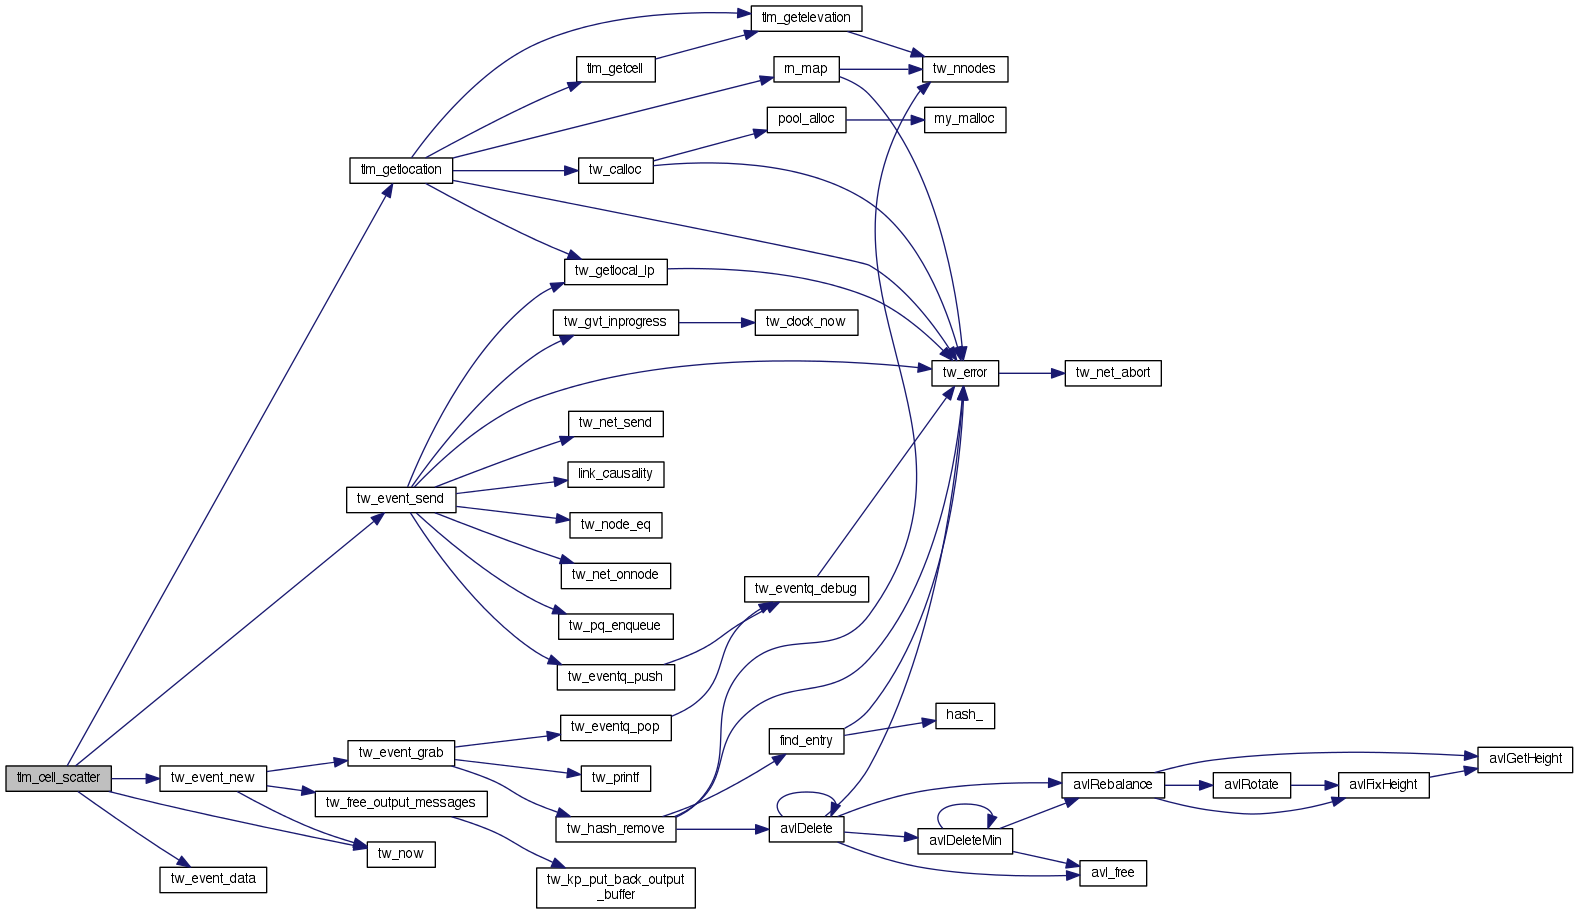 tlm_getelevation
tlm_getcell
rn_map
tw_nnodes
pool_alloc
my_malloc
tlm_getlocation
tw_calloc
tw_getlocal_lp
tw_gvt_inprogress
tw_clock_now
tw_error
tw_net_abort
tw_net_send
link_causality
tw_event_send
tw_node_eq
tw_net_onnode
tw_eventq_debug
tw_pq_enqueue
tw_eventq_push
hash_
tw_eventq_pop
find_entry
tw_event_grab
avlGetHeight
tlm_cell_scatter
tw_event_new
tw_printf
avlRebalance
avlRotate
avlFixHeight
tw_free_output_messages
tw_hash_remove
avlDelete
avlDeleteMin
tw_now
avl_free
tw_event_data
tw_kp_put_back_output
_buffer